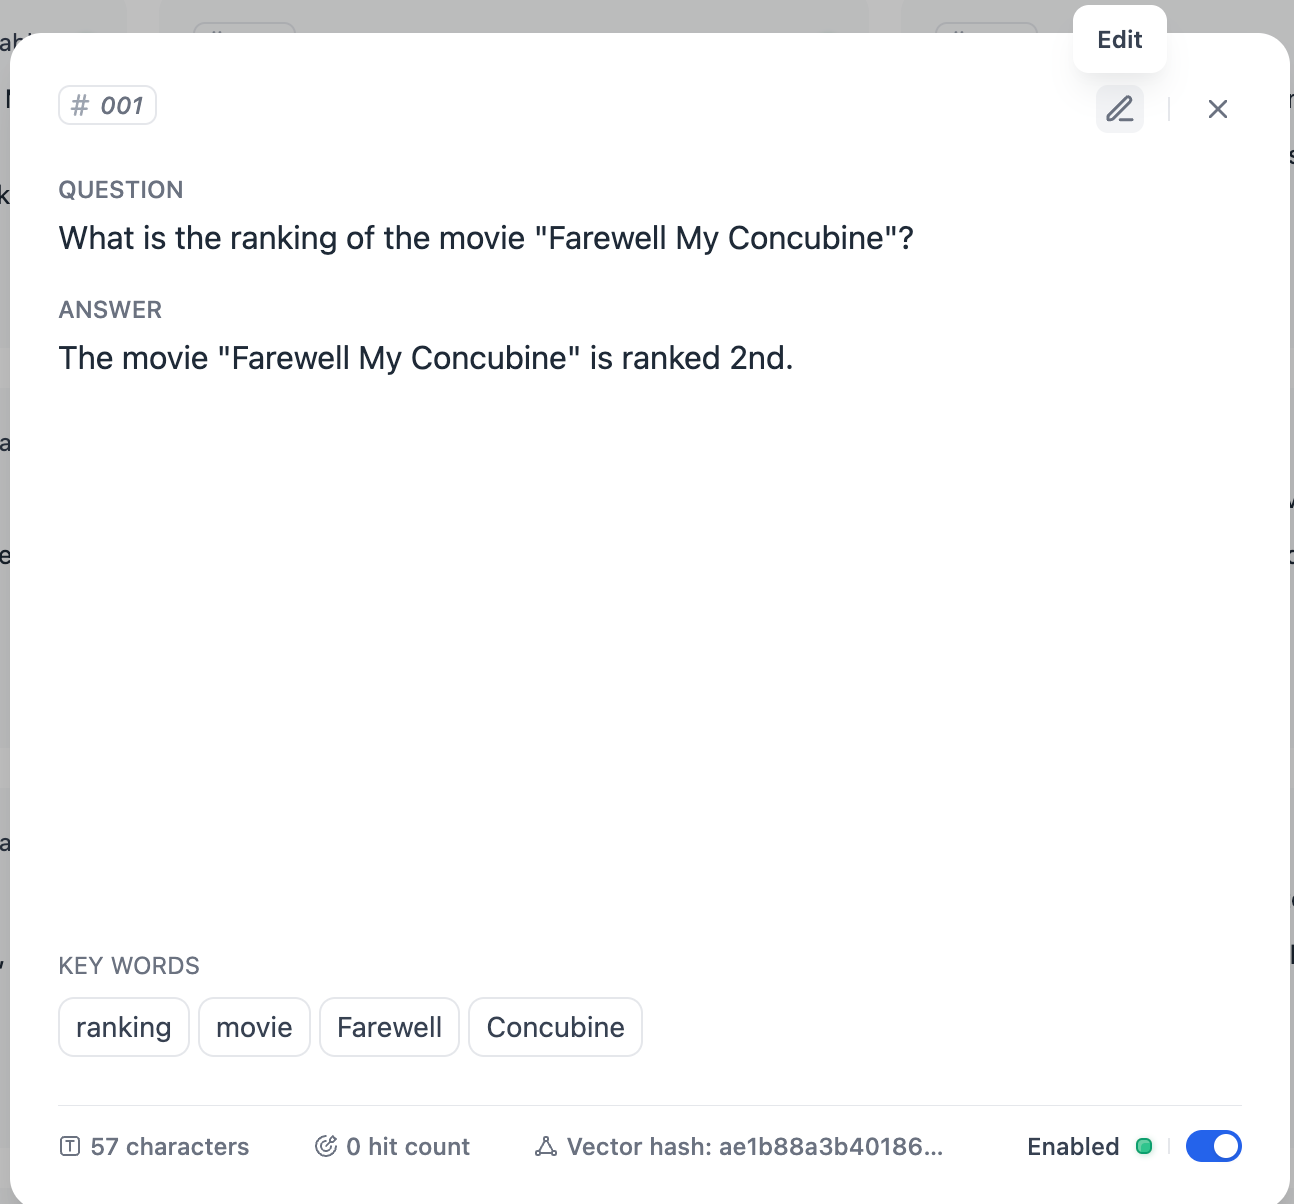 Edit
# 001
QUESTION
What is the ranking of the movie "Farewell My Concubine"?
ANSWER
The movie "Farewell My Concubine" is ranked 2nd.
KEY WORDS
ranking movie Farewell Concubine
57 characters 0 hit count Vector hash: ae1b88a3b40186... Enabled